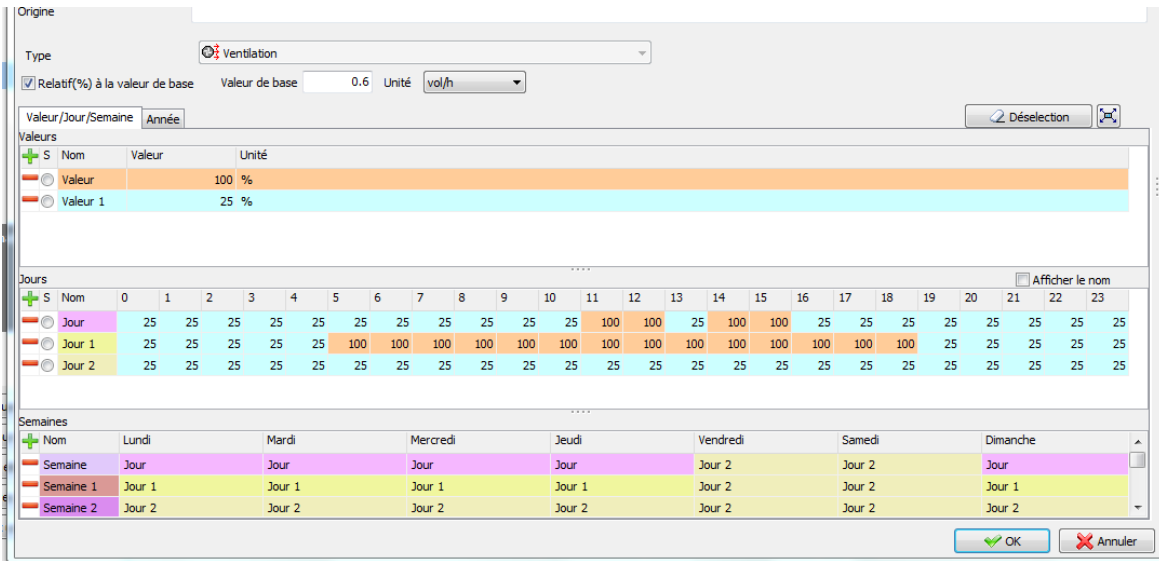 Origine
Type Ventilation
Relatif(%) à la valeur de base Valeur de base 0.6 Unité vol/h
Valeur/Jour/Semaine Année Déselection
Valeurs
S Nom Valeur Unité
Valeur 100 %
Valeur 1 25 %
Jours Afficher le nom
S Nom 0 1 2 3 4 5 6 7 8 9 10 11 12 13 14 15 16 17 18 19 20 21 22 23
Jour 25 25 25 25 25 25 25 25 25 25 25 100 100 25 100 100 25 25 25 25 25 25 25 25
Jour 1 25 25 25 25 25 100 100 100 100 100 100 100 100 100 100 100 100 100 100 25 25 25 25 25
Jour 2 25 25 25 25 25 25 25 25 25 25 25 25 25 25 25 25 25 25 25 25 25 25 25 25
Semaines
Nom Lundi Mardi Mercredi Jeudi Vendredi Samedi Dimanche
Semaine Jour Jour Jour Jour Jour 2 Jour 2 Jour
Semaine 1 Jour 1 Jour 1 Jour 1 Jour 1 Jour 2 Jour 2 Jour 1
Semaine 2 Jour 2 Jour 2 Jour 2 Jour 2 Jour 2 Jour 2 Jour 2
OK Annuler